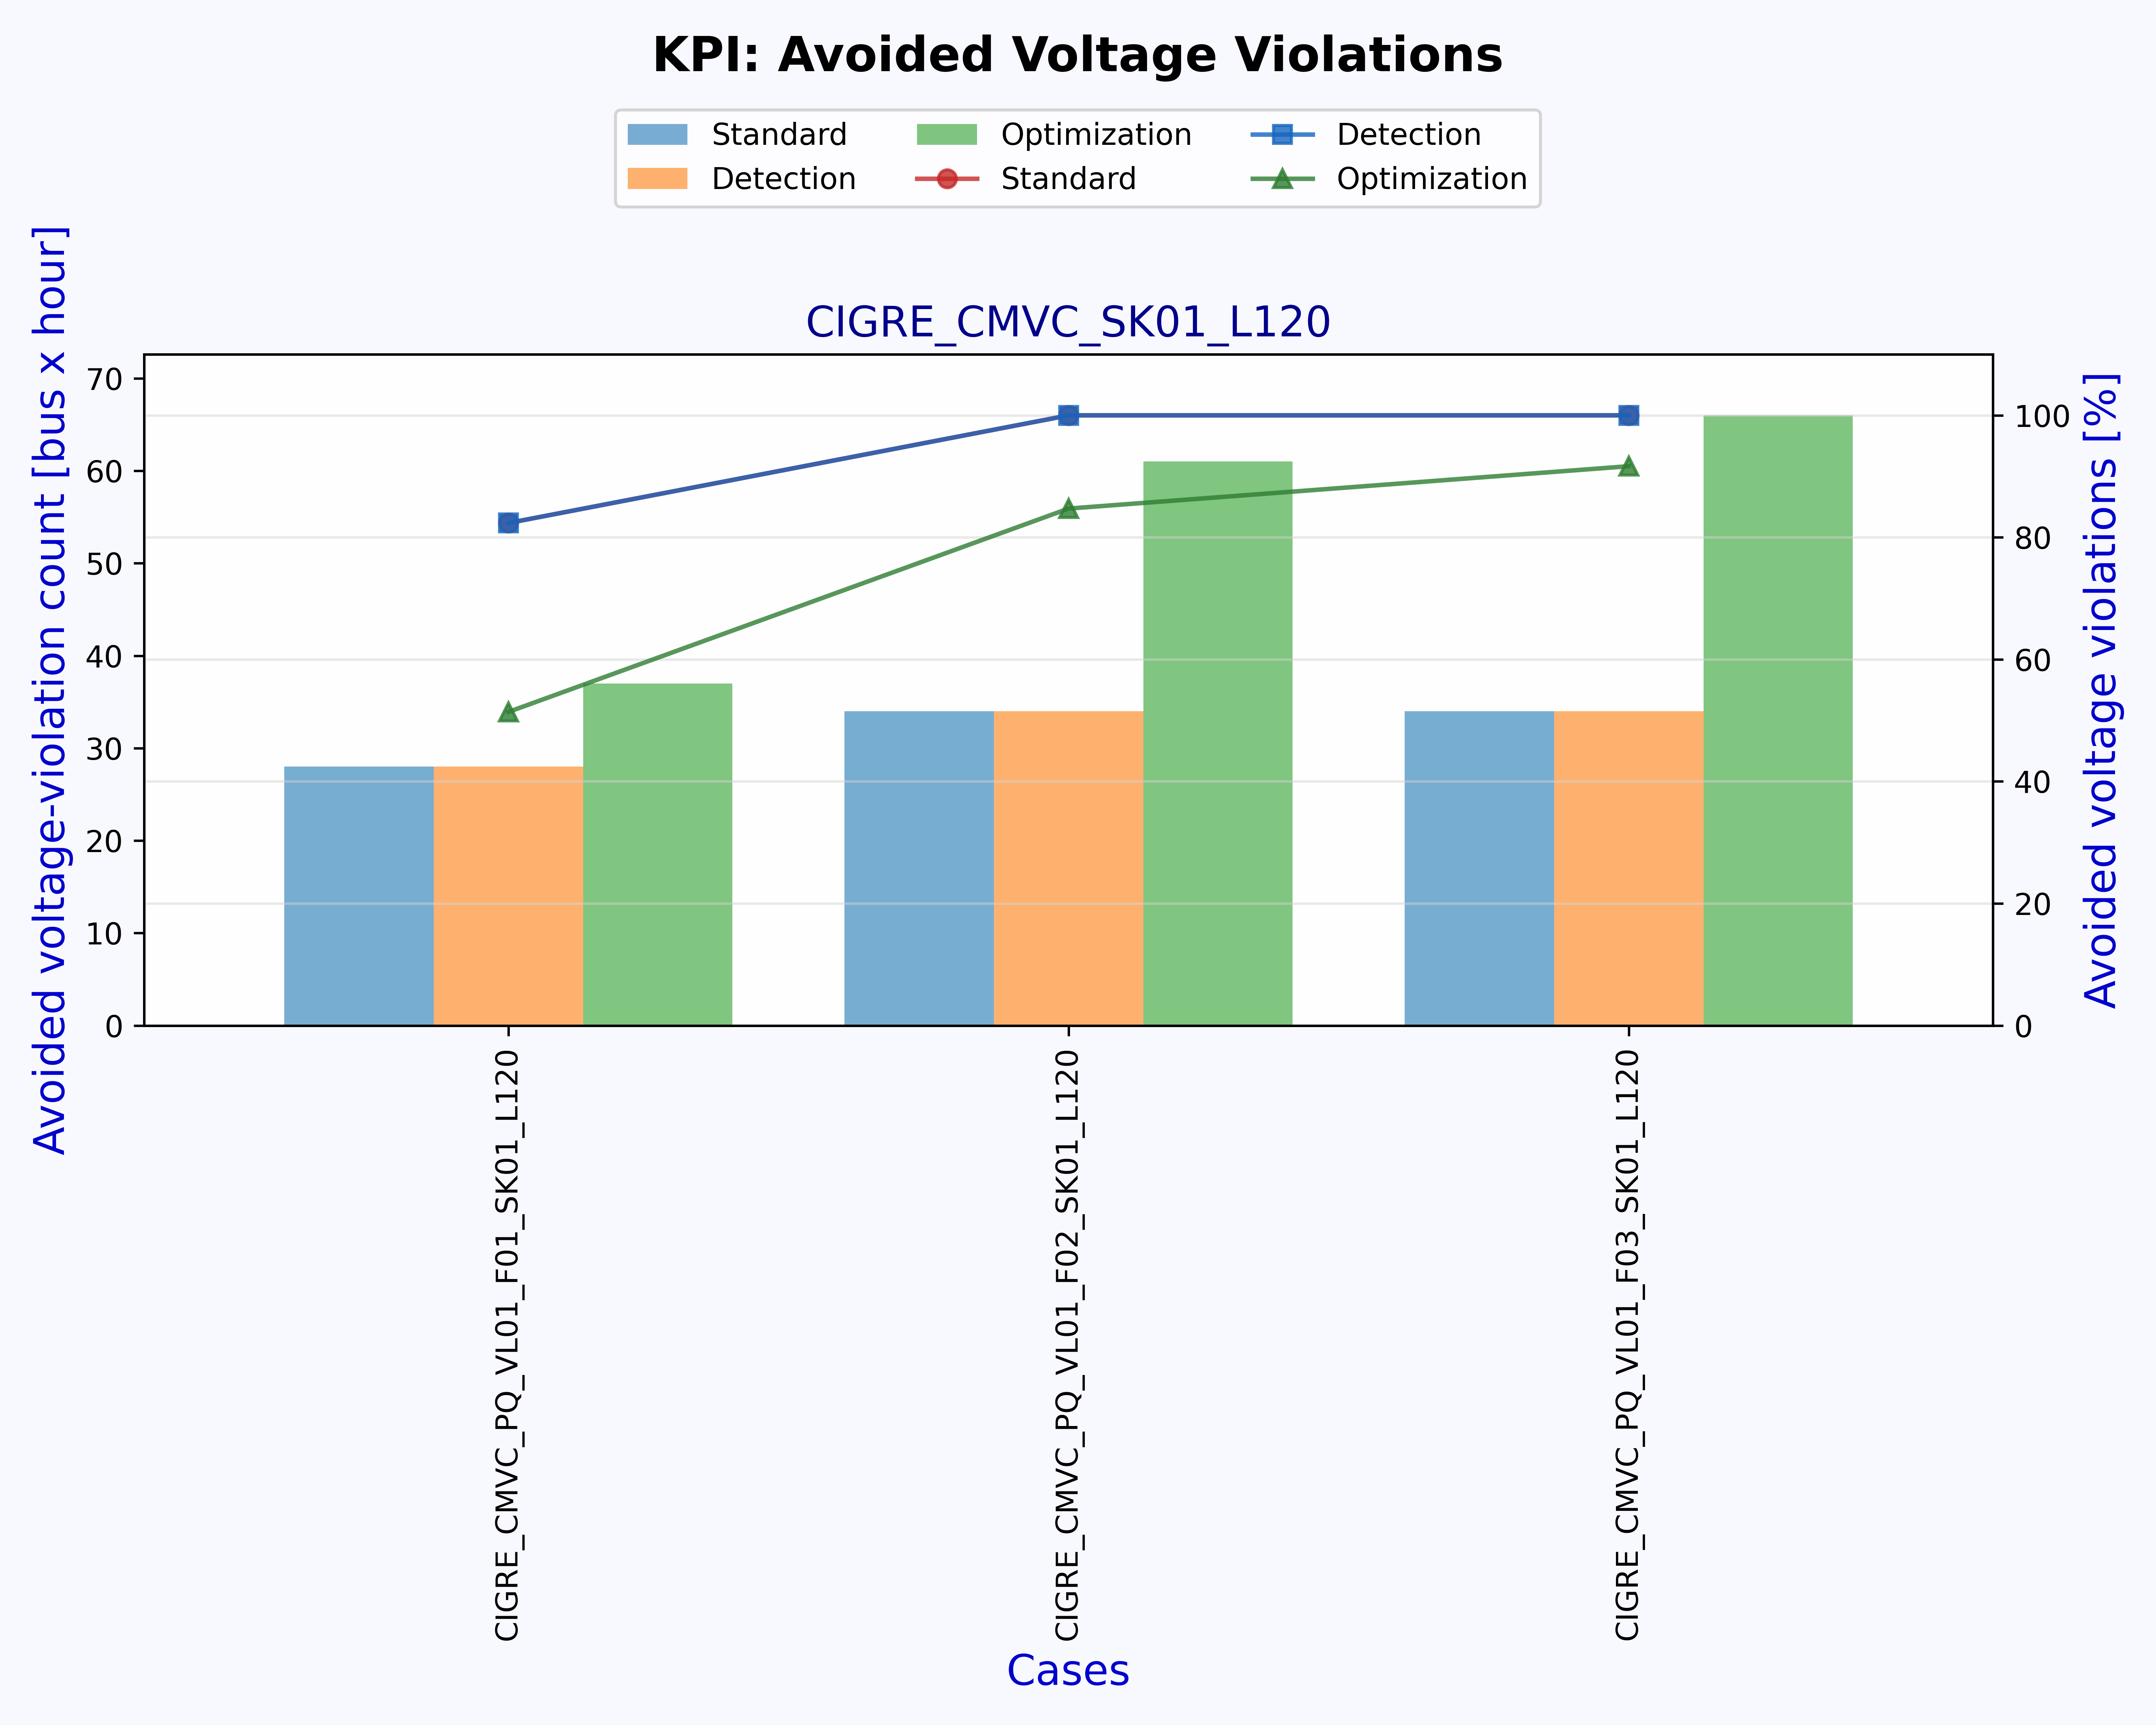 KPI: Avoided Voltage Violations
Standard
Detection
Optimization
Standard
Detection
Optimization
CIGRE_CMVC_SK01_L120
Avoided voltage-violation count [bus x hour]
70
60
50
40
30
20
10
0
100
80
60
40
20
0
Avoided voltage violations [%]
CIGRE_CMVC_PQ_VL01_F01_SK01_L120
CIGRE_CMVC_PQ_VL01_F02_SK01_L120
CIGRE_CMVC_PQ_VL01_F03_SK01_L120
Cases